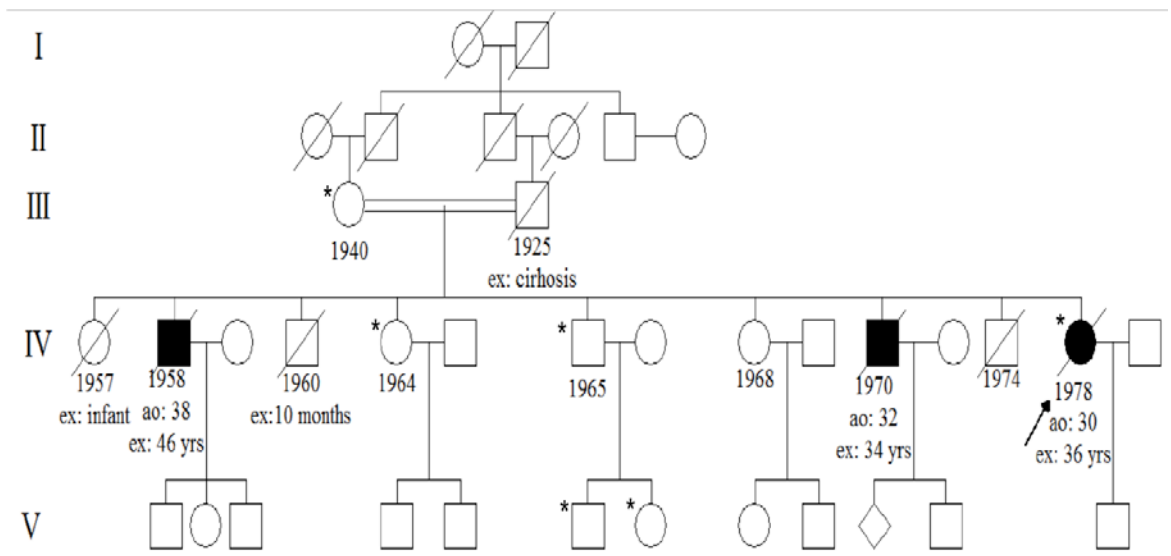 I
II
III
*
1940
1925
ex: cirhosis
IV
* * *
1957 1958 1960 1964 1965 1968 1970 1974 1978
ex: infant ao: 38 ex:10 months ao: 32 ao: 30
ex: 46 yrs ex: 34 yrs ex: 36 yrs
V
* *